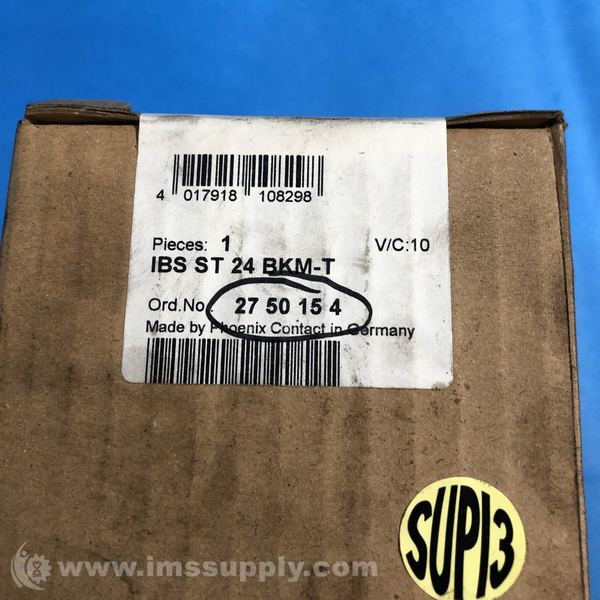 4 017918 108298
Pieces: 1 V/C:10
IBS ST 24 BKM-T
Ord.No.: 27 50 15 4
Made by Phoenix Contact in Germany
SUPI3
www.imssupply.com